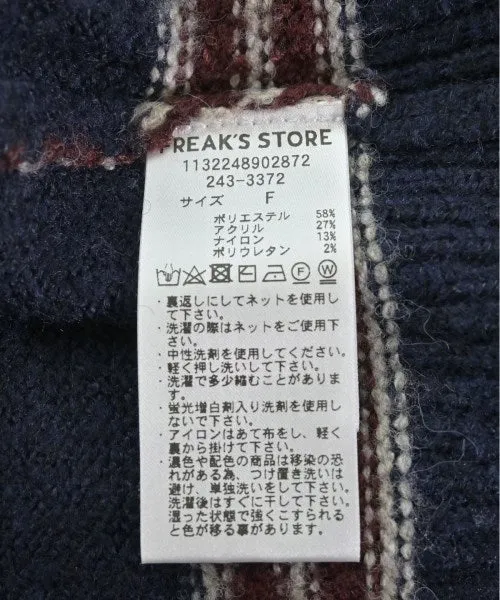 FREAK'S STORE
1132248902872
243-3372
サイズ F
ポリエステル 58%
アクリル 27%
ナイロン 13%
ポリウレタン 2%
F W
・裏返しにしてネットを使用し
て下さい。
・洗濯の際はネットをご使用下
さい。
・中性洗剤を使用してください。
・軽く押し洗いして下さい。
・洗濯で多少縮むことがありま
す。
・蛍光増白剤入り洗剤を使用し
ないで下さい。
・アイロンはあて布をし、軽く
裏から掛けて下さい。
・濃色や配色の商品は移染の恐
れがある為、つけ置き洗いは
避け、単独洗いをして下さい。
洗濯後はすぐに干して下さい。
湿った状態で強くこすられる
と色が移る事があります。